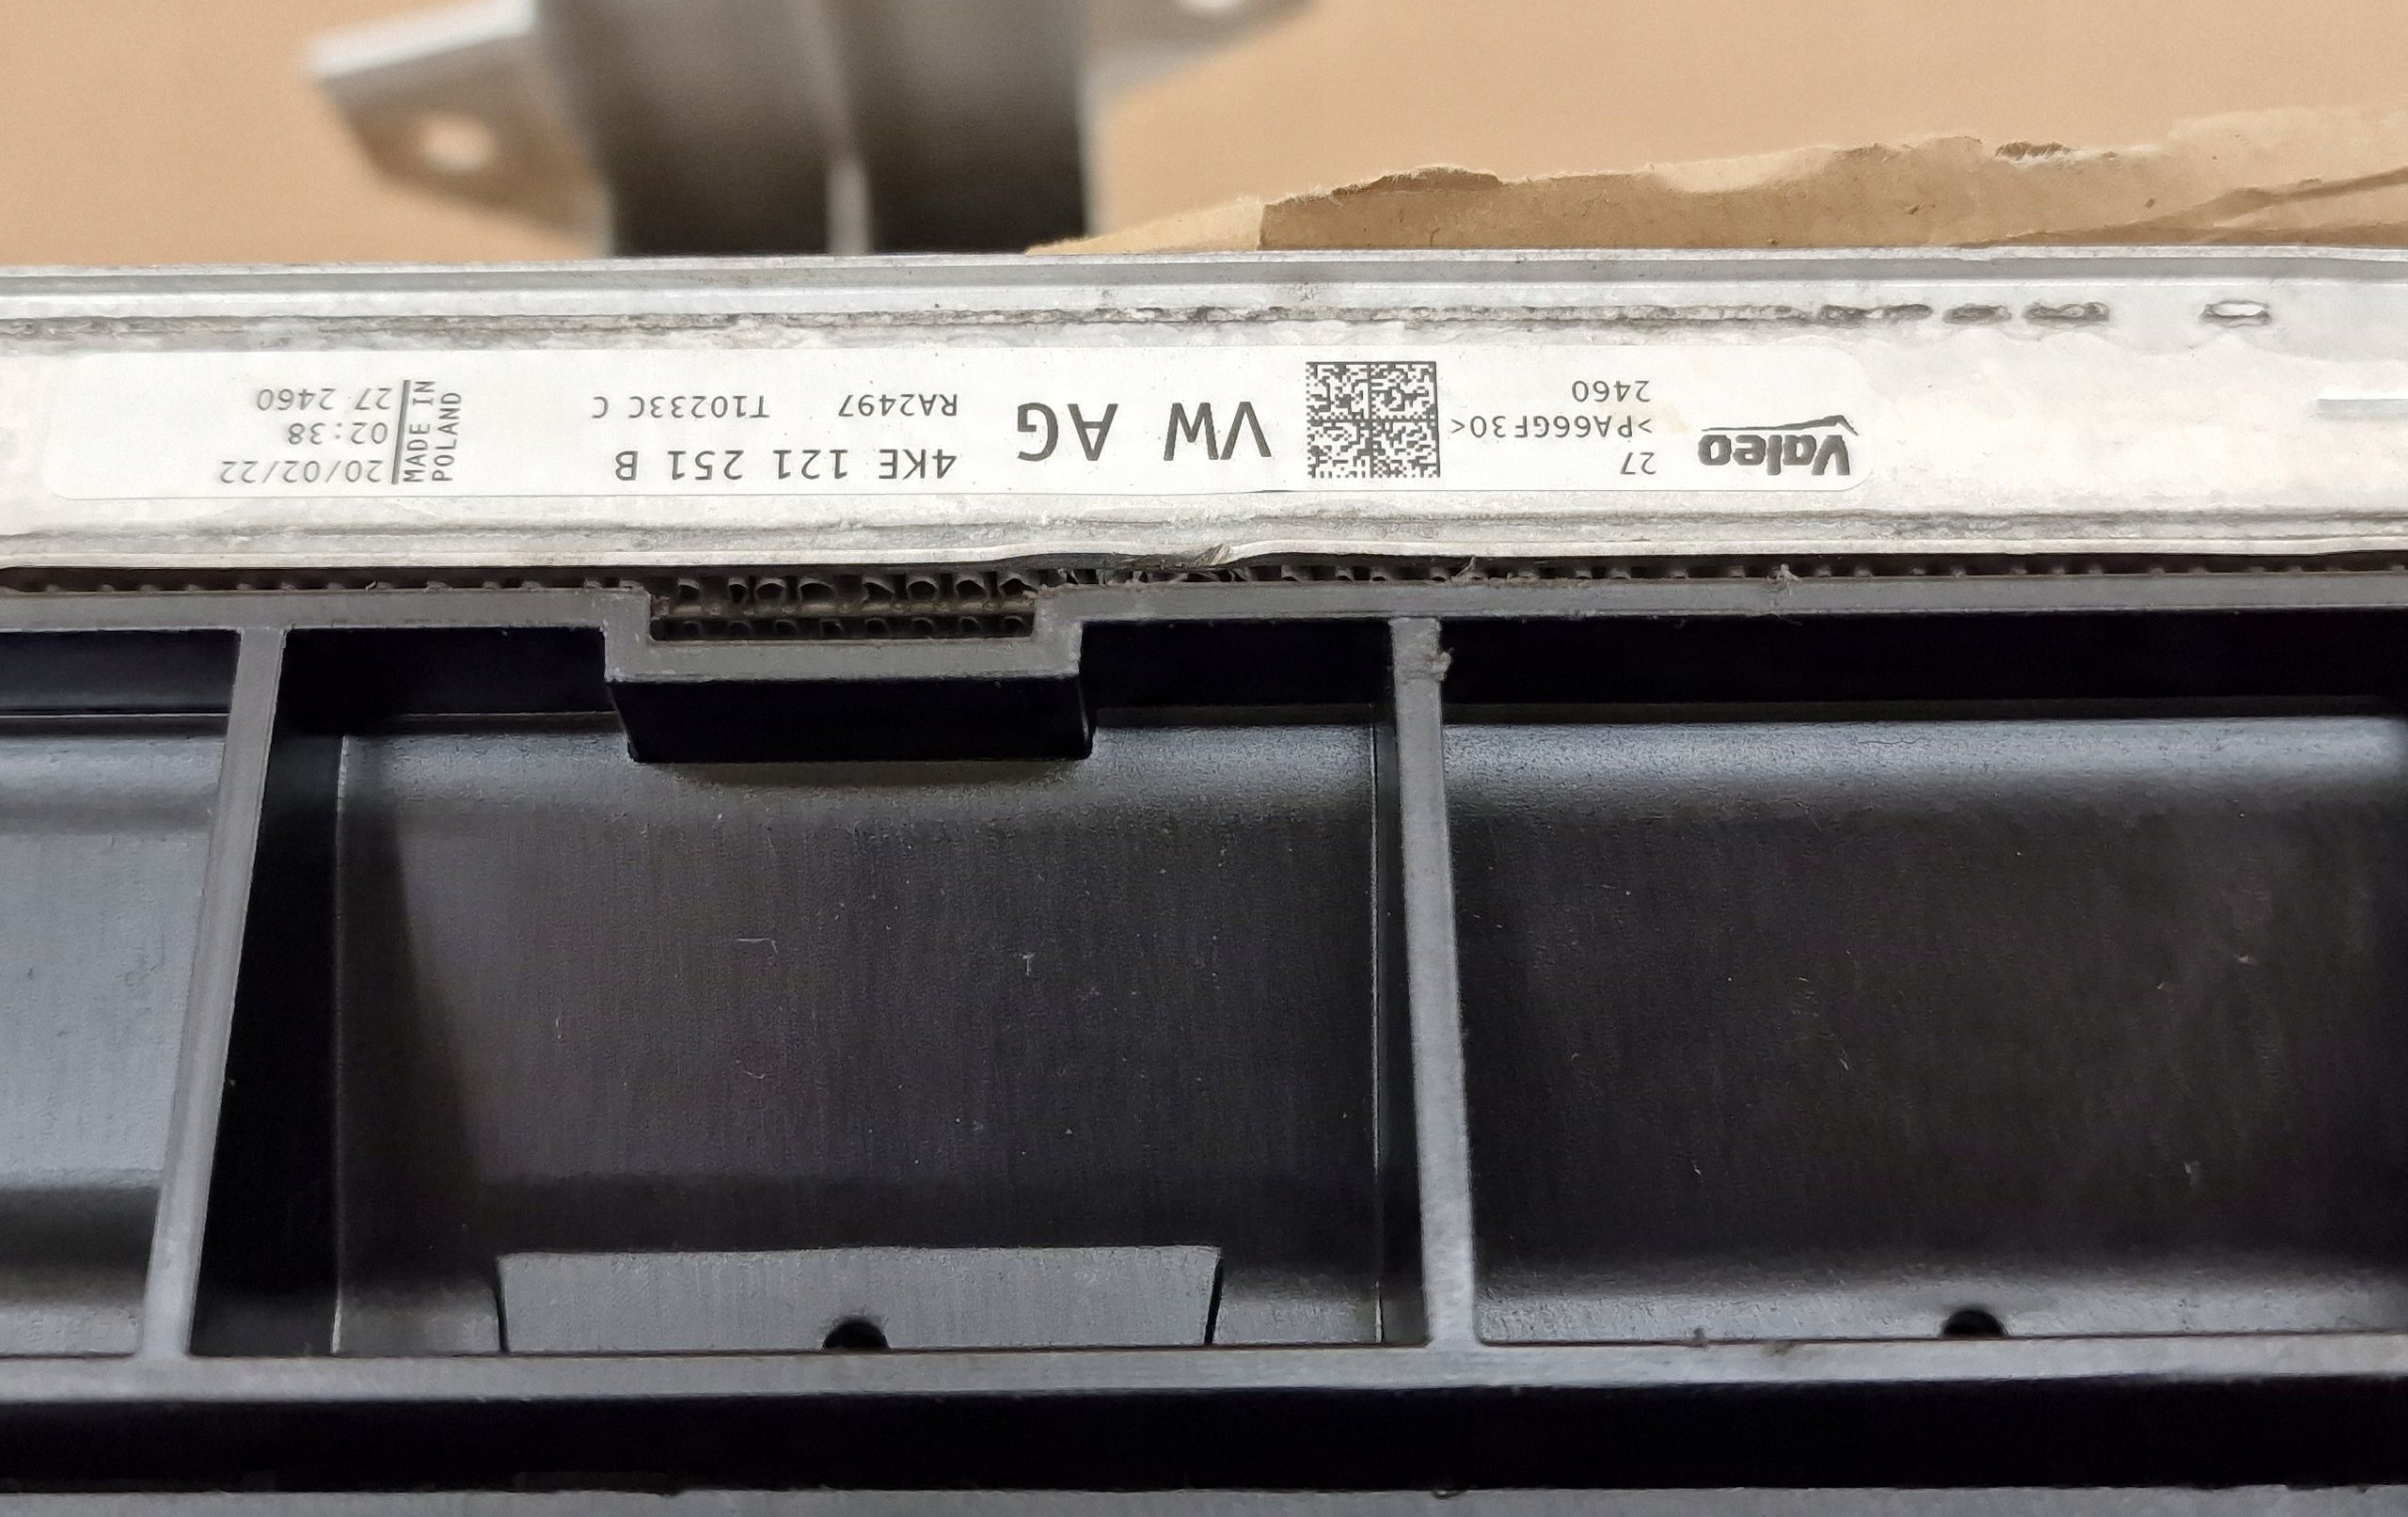 Valeo
27
>PA66GF30<
2460
VW AG
4KE 121 251 B
RA2497 T10233C C
MADE IN
POLAND
20/02/22
02:38
27 2460